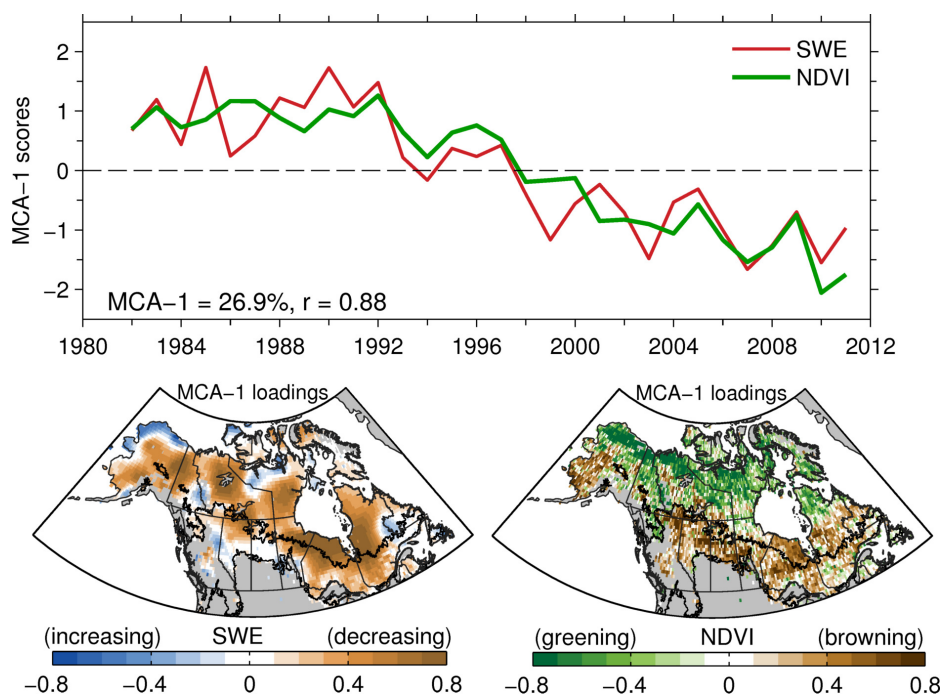 2
1
0
−1
−2
MCA−1 scores
SWE
NDVI
MCA−1 = 26.9%, r = 0.88
1980 1984 1988 1992 1996 2000 2004 2008 2012
MCA−1 loadings
MCA−1 loadings
(increasing) SWE (decreasing)
−0.8 −0.4 0 0.4 0.8
(greening) NDVI (browning)
−0.8 −0.4 0 0.4 0.8